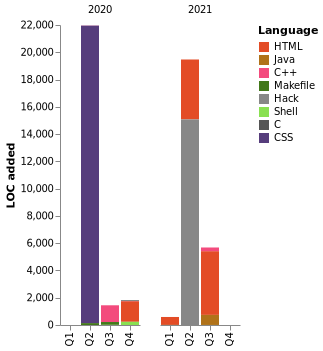 2020 2021
Language
HTML
Java
C++
Makefile
Hack
Shell
C
CSS
LOC added
22,000
20,000
18,000
16,000
14,000
12,000
10,000
8,000
6,000
4,000
2,000
0
Q1 Q2 Q3 Q4 Q1 Q2 Q3 Q4